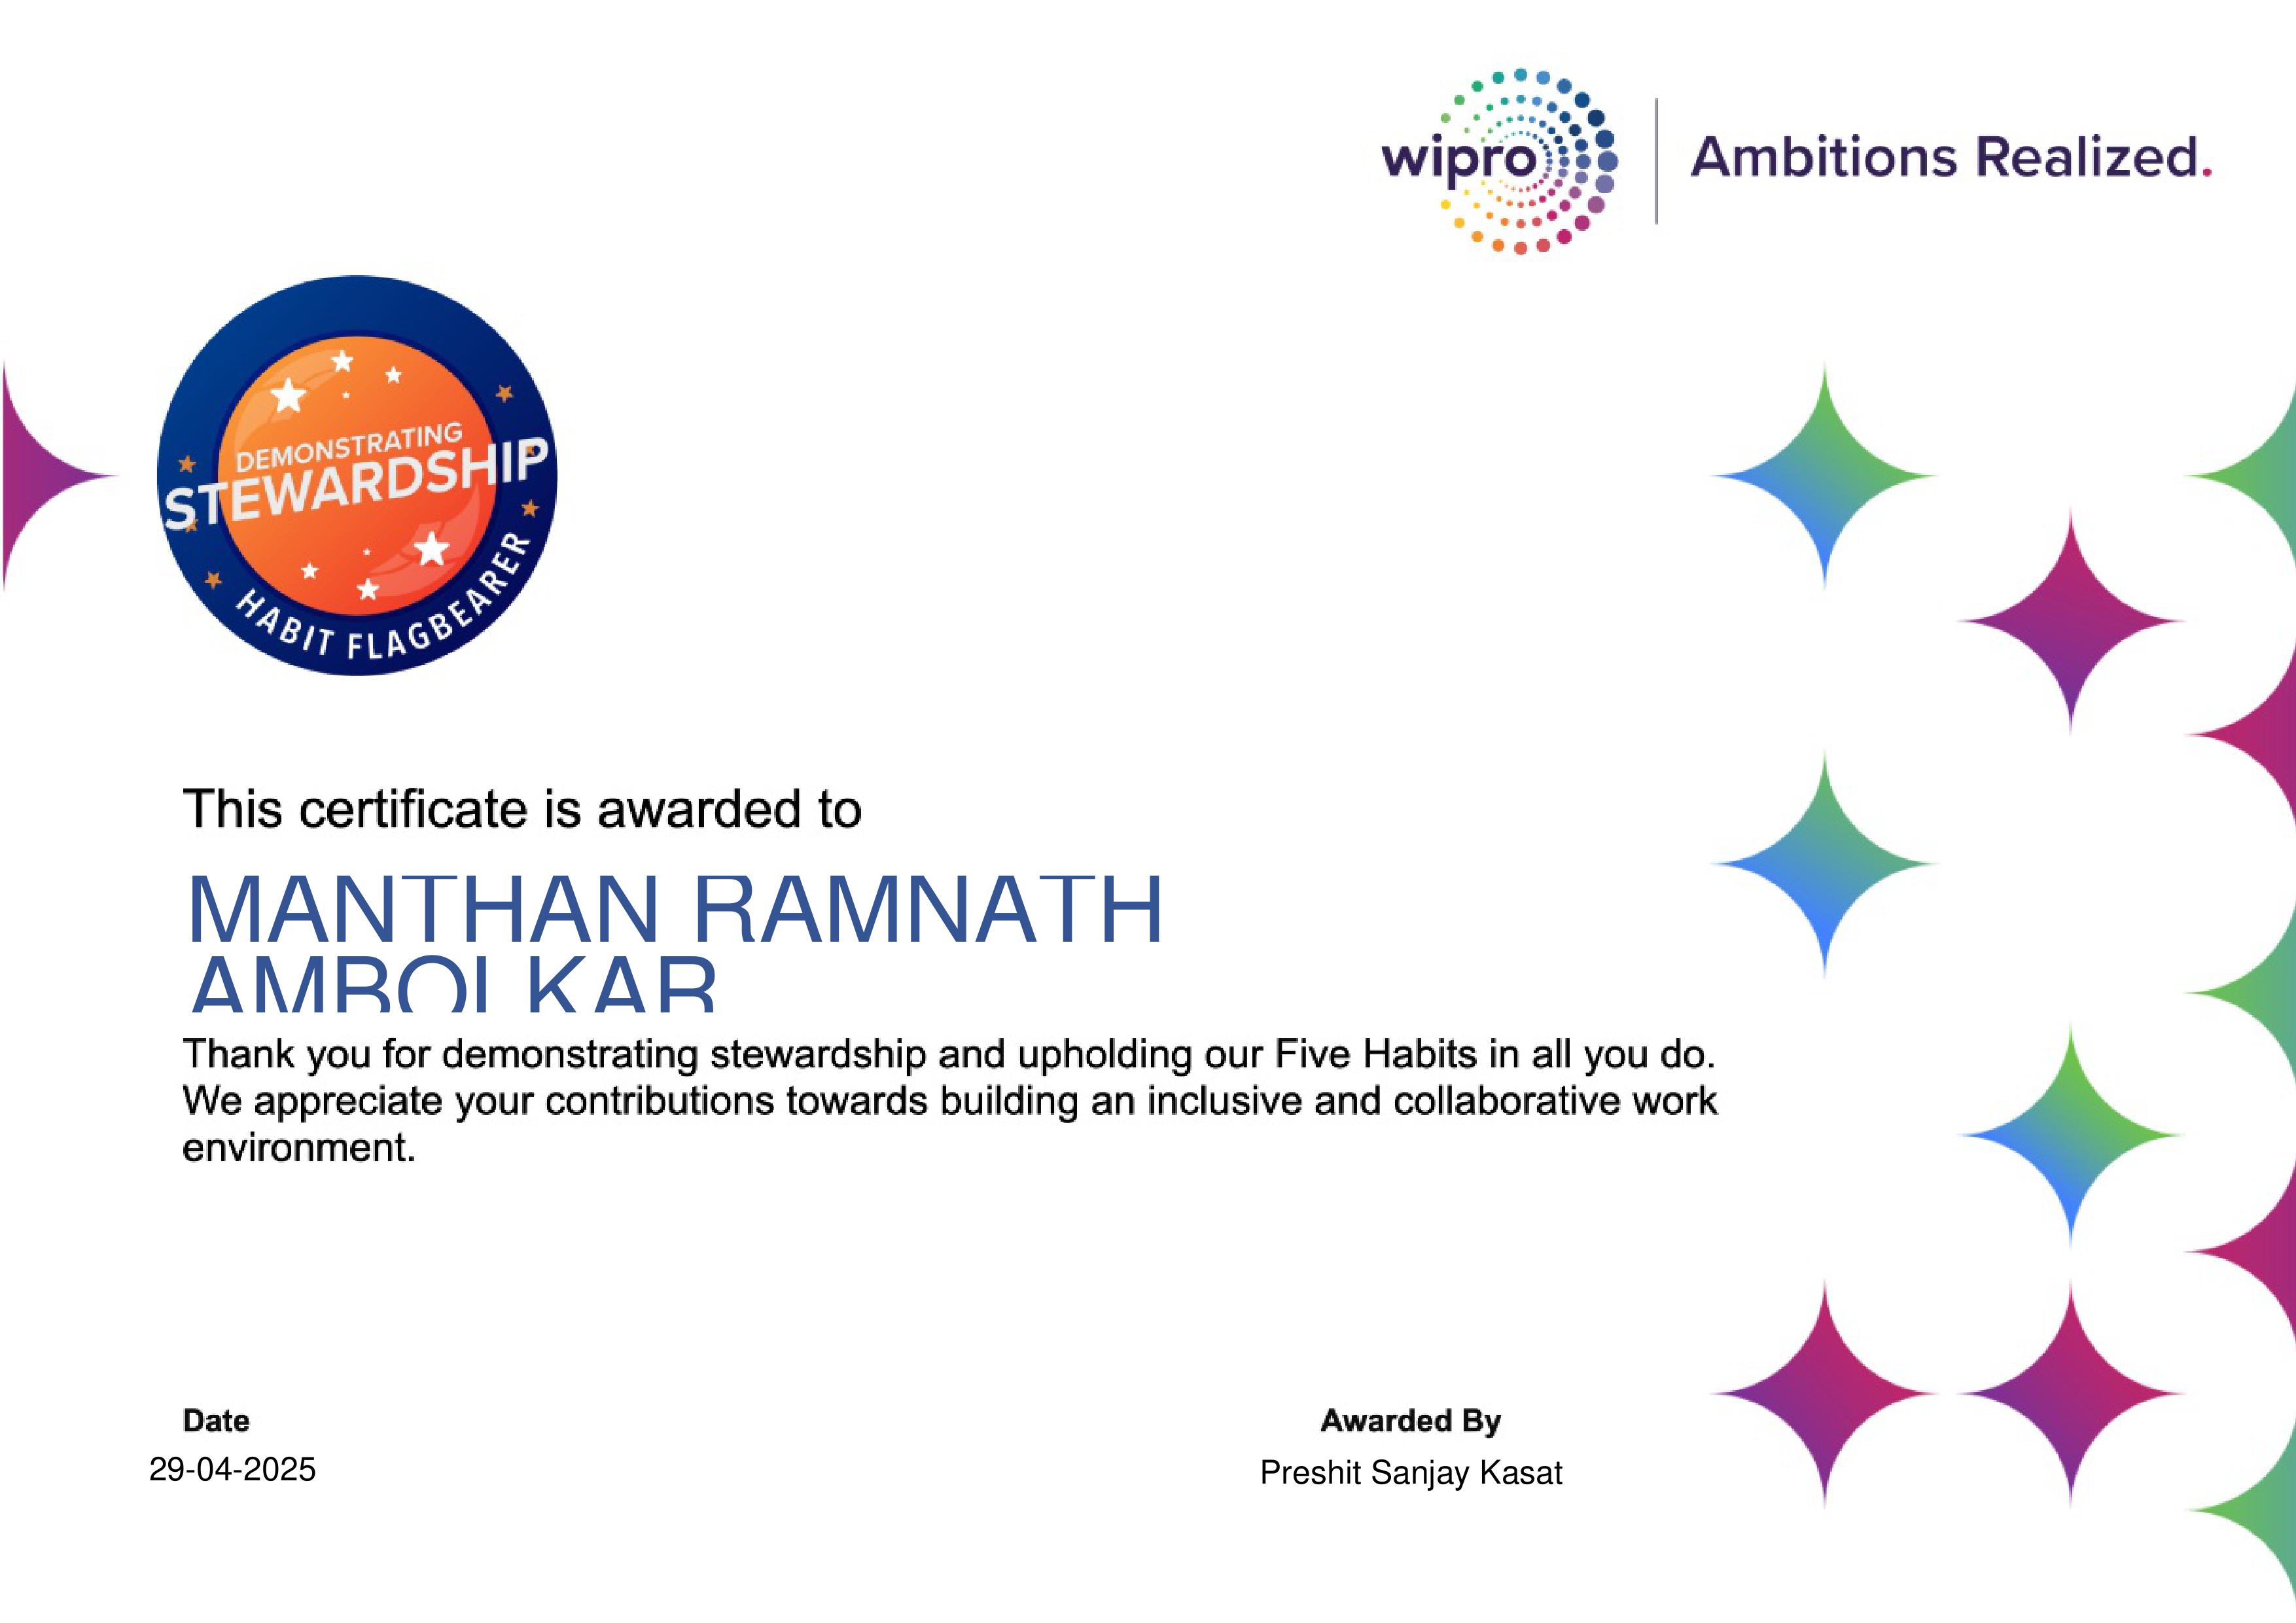 wipro
Ambitions Realized.
DEMONSTRATING
STEWARDSHIP
HABIT FLAGBEARER
This certificate is awarded to
MANTHAN RAMNATH
AMBOLKAR
Thank you for demonstrating stewardship and upholding our Five Habits in all you do.
We appreciate your contributions towards building an inclusive and collaborative work
environment.
Date
29-04-2025
Awarded By
Preshit Sanjay Kasat